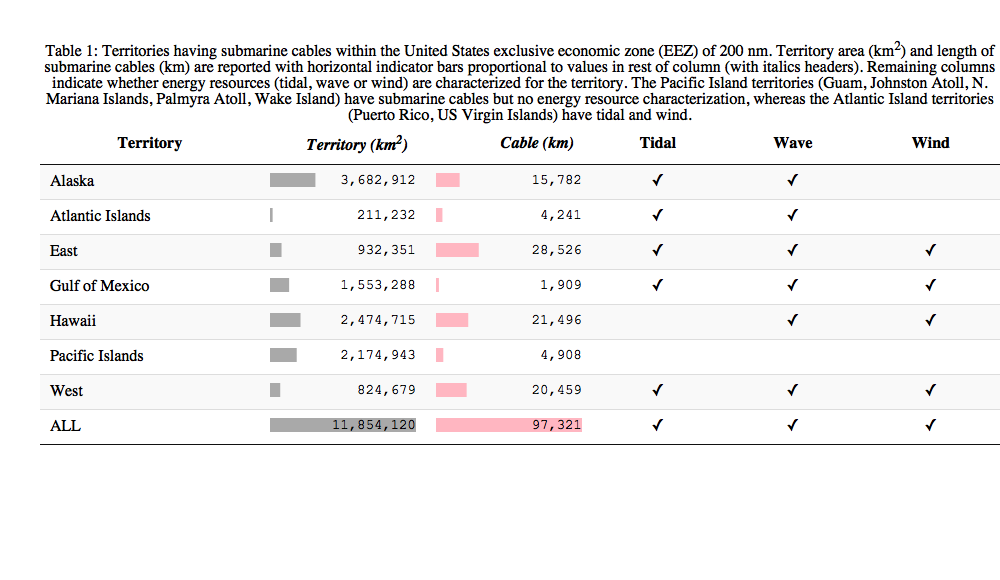 Table 1: Territories having submarine cables within the United States exclusive economic zone (EEZ) of 200 nm. Territory area (km2) and length of
submarine cables (km) are reported with horizontal indicator bars proportional to values in rest of column (with italics headers). Remaining columns
indicate whether energy resources (tidal, wave or wind) are characterized for the territory. The Pacific Island territories (Guam, Johnston Atoll, N.
Mariana Islands, Palmyra Atoll, Wake Island) have submarine cables but no energy resource characterization, whereas the Atlantic Island territories
(Puerto Rico, US Virgin Islands) have tidal and wind.
Territory Territory (km2) Cable (km) Tidal Wave Wind
Alaska 3,682,912 15,782 ✓ ✓
Atlantic Islands 211,232 4,241 ✓ ✓
East 932,351 28,526 ✓ ✓ ✓
Gulf of Mexico 1,553,288 1,909 ✓ ✓ ✓
Hawaii 2,474,715 21,496 ✓ ✓
Pacific Islands 2,174,943 4,908
West 824,679 20,459 ✓ ✓ ✓
ALL 11,854,120 97,321 ✓ ✓ ✓